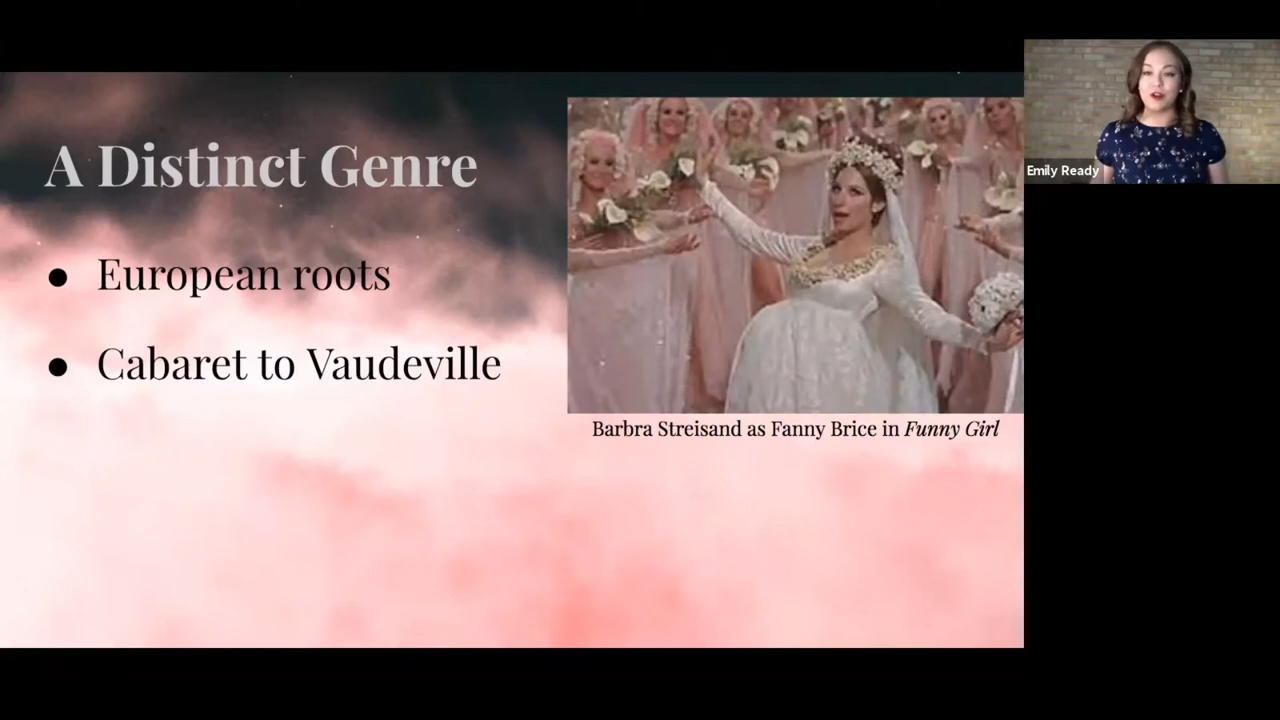 A Distinct Genre
● European roots
● Cabaret to Vaudeville
Barbra Streisand as Fanny Brice in Funny Girl
Emily Ready